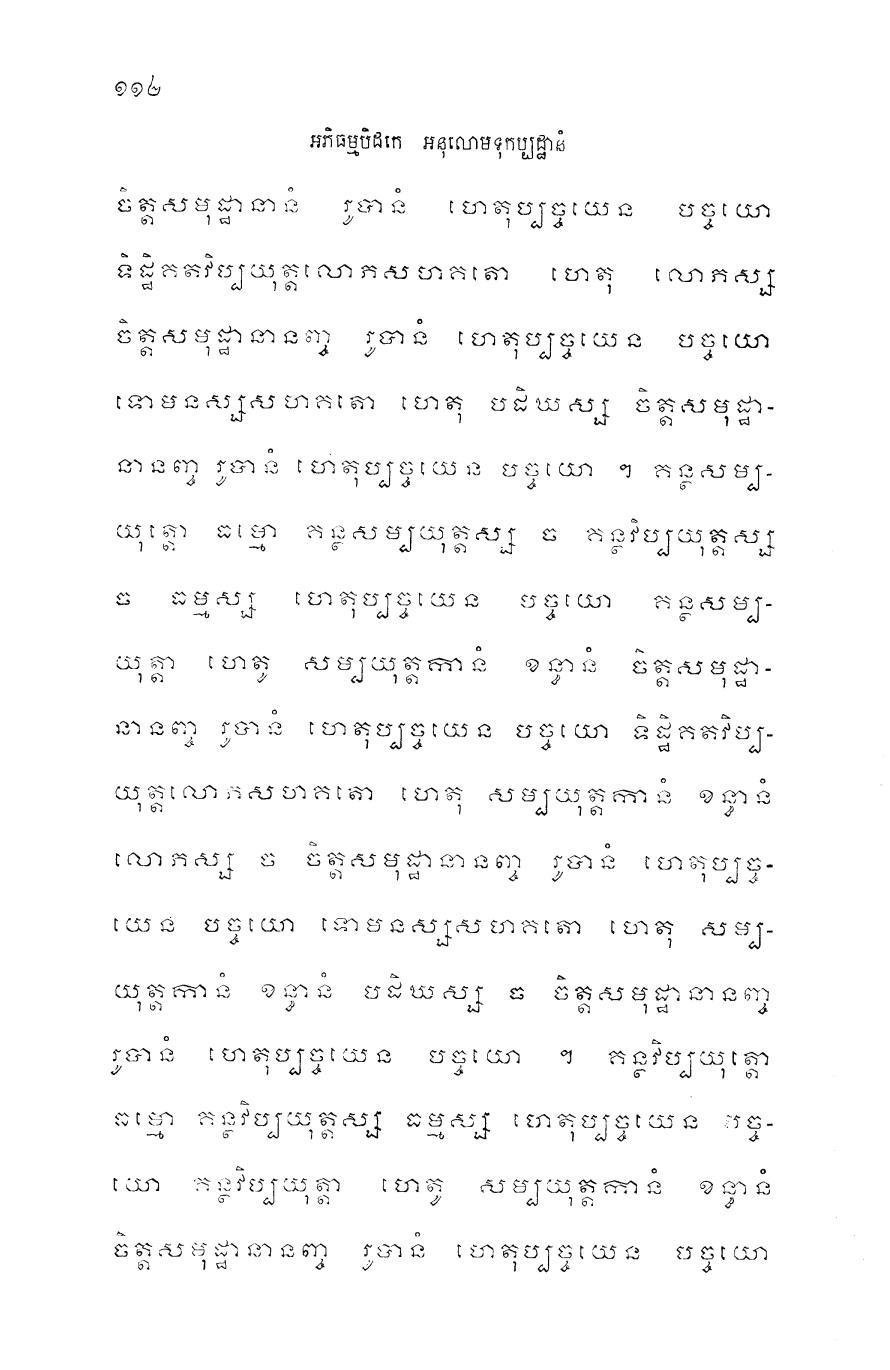 ១១៤
អភិធម្មបិដកេ អនុលោមទុកប្បដ្ឋានំ
ចិត្តសមុដ្ឋានានំ រូបានំ ហេតុប្បច្ចយេន បច្ចយោ
ទិដ្ឋិគតវិប្បយុត្តលោភសហគតោ ហេតុ លោភស្ស
ចិត្តសមុដ្ឋានានញ្ច រូបានំ ហេតុប្បច្ចយេន បច្ចយោ
ទោមនស្សសហគតោ ហេតុ បដិឃស្ស ចិត្តសមុដ្ឋា-
នានញ្ច រូបានំ ហេតុប្បច្ចយេន បច្ចយោ ។ គន្ថសម្ប-
យុត្តោ ធម្មោ គន្ថសម្បយុត្តស្ស ច គន្ថវិប្បយុត្តស្ស
ច ធម្មស្ស ហេតុប្បច្ចយេន បច្ចយោ គន្ថសម្ប-
យុត្តា ហេតូ សម្បយុត្តកានំ ខន្ធានំ ចិត្តសមុដ្ឋា-
នានញ្ច រូបានំ ហេតុប្បច្ចយេន បច្ចយោ ទិដ្ឋិគតវិប្ប-
យុត្តលោភសហគតោ ហេតុ សម្បយុត្តកានំ ខន្ធានំ
លោភស្ស ច ចិត្តសមុដ្ឋានានញ្ច រូបានំ ហេតុប្បច្ច-
យេន បច្ចយោ ទោមនស្សសហគតោ ហេតុ សម្ប-
យុត្តកានំ ខន្ធានំ បដិឃស្ស ច ចិត្តសមុដ្ឋានានញ្ច
រូបានំ ហេតុប្បច្ចយេន បច្ចយោ ។ គន្ថវិប្បយុត្តោ
ធម្មោ គន្ថវិប្បយុត្តស្ស ធម្មស្ស ហេតុប្បច្ចយេន បច្ច-
យោ គន្ថវិប្បយុត្តា ហេតូ សម្បយុត្តកានំ ខន្ធានំ
ចិត្តសមុដ្ឋានានញ្ច រូបានំ ហេតុប្បច្ចយេន បច្ចយោ